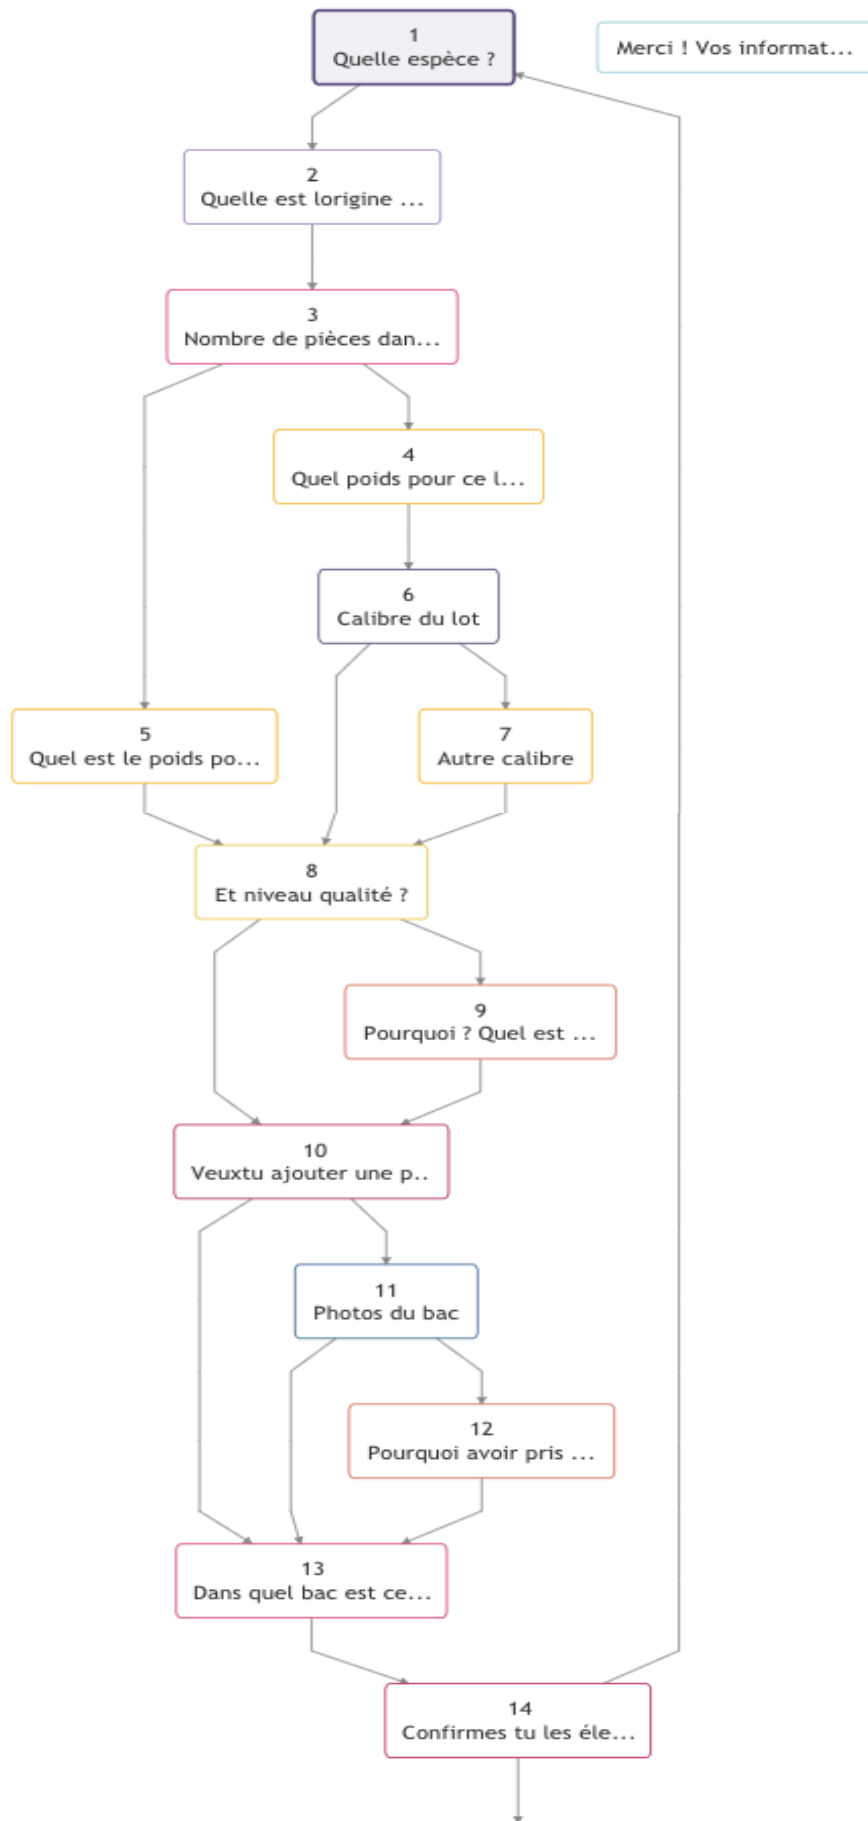 1
Quelle espèce ?
Merci ! Vos informat...
2
Quelle est lorigine ...
3
Nombre de pièces dan...
4
Quel poids pour ce l...
6
Calibre du lot
5
Quel est le poids po...
7
Autre calibre
8
Et niveau qualité ?
9
Pourquoi ? Quel est ...
10
Veuxtu ajouter une p..
11
Photos du bac
12
Pourquoi avoir pris ...
13
Dans quel bac est ce...
14
Confirmes tu les éle...